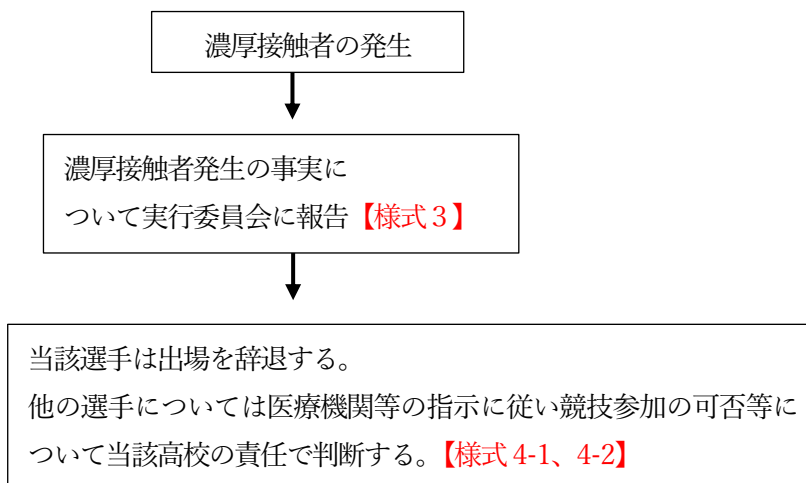 濃厚接触者の発生
濃厚接触者発生の事実に
ついて実行委員会に報告【様式３】
当該選手は出場を辞退する。
他の選手については医療機関等の指示に従い競技参加の可否等に
ついて当該高校の責任で判断する。【様式 4-1、4-2】